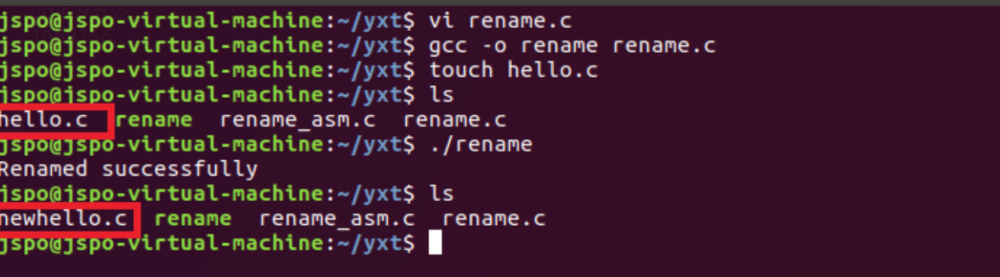 jspo@jspo-virtual-machine:~/yxt$ vi rename.c
jspo@jspo-virtual-machine:~/yxt$ gcc -o rename rename.c
jspo@jspo-virtual-machine:~/yxt$ touch hello.c
jspo@jspo-virtual-machine:~/yxt$ ls
hello.c  rename  rename_asm.c  rename.c
jspo@jspo-virtual-machine:~/yxt$ ./rename
Renamed successfully
jspo@jspo-virtual-machine:~/yxt$ ls
newhello.c  rename  rename_asm.c  rename.c
jspo@jspo-virtual-machine:~/yxt$